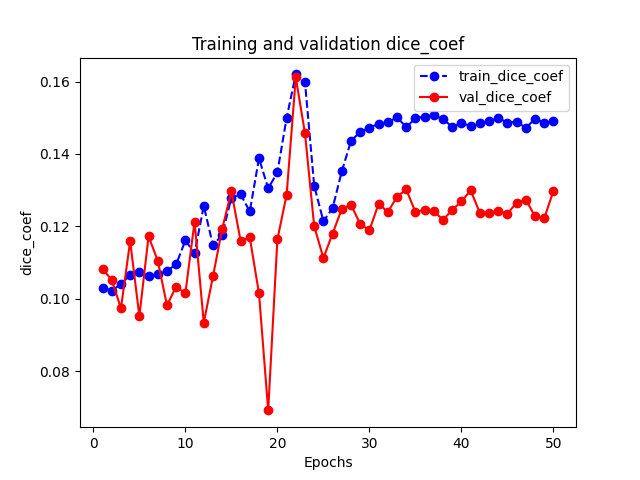 Training and validation dice_coef
train_dice_coef
val_dice_coef
0.16
0.14
0.12
0.10
0.08
dice_coef
0 10 20 30 40 50
Epochs